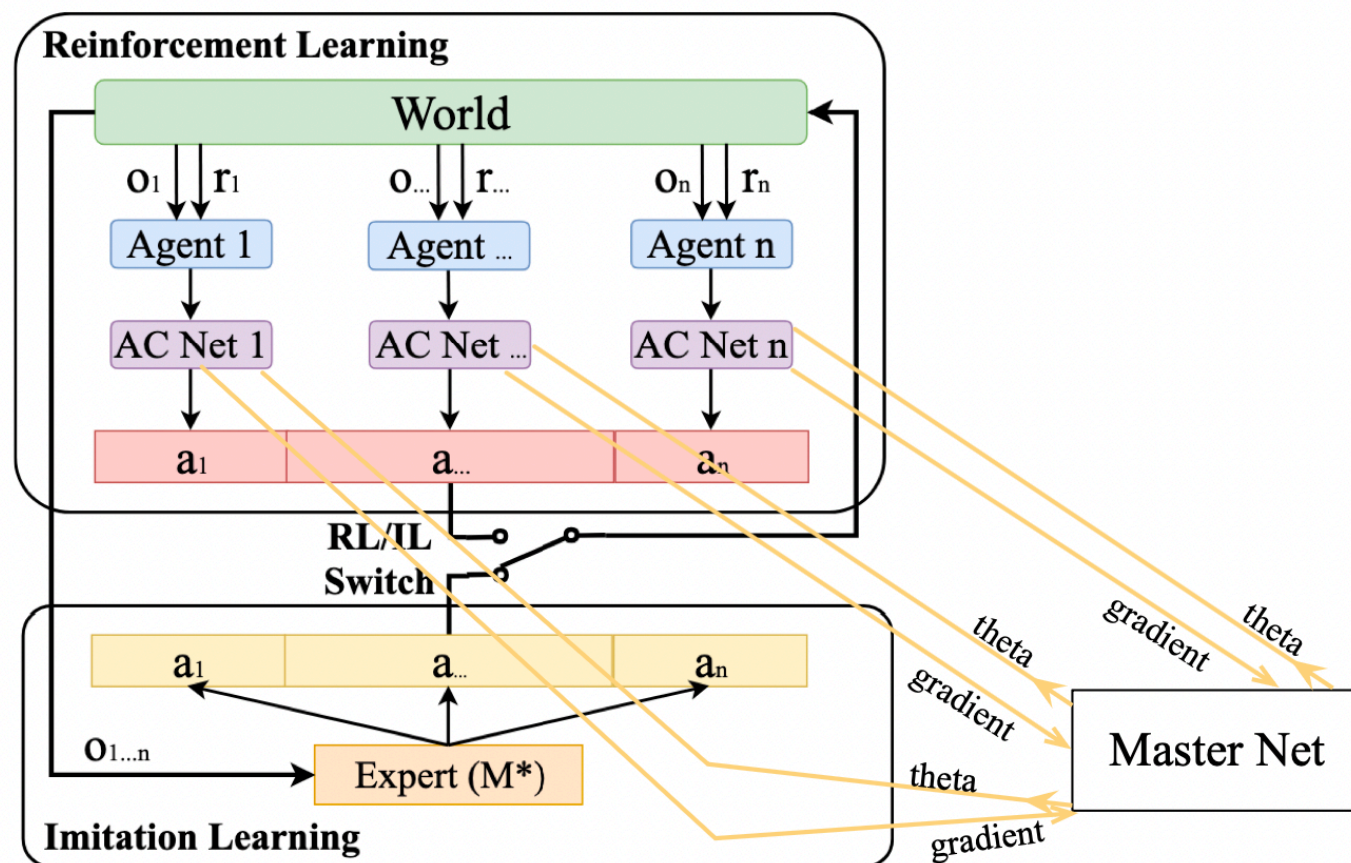 Reinforcement Learning
World
o1 r1 o... r... on rn
Agent 1 Agent ... Agent n
AC Net 1 AC Net ... AC Net n
a1 a... an
RL/IL
Switch
a1 a... an
o1...n
Expert (M*)
Imitation Learning
theta
gradient
theta
gradient
theta
gradient
Master Net